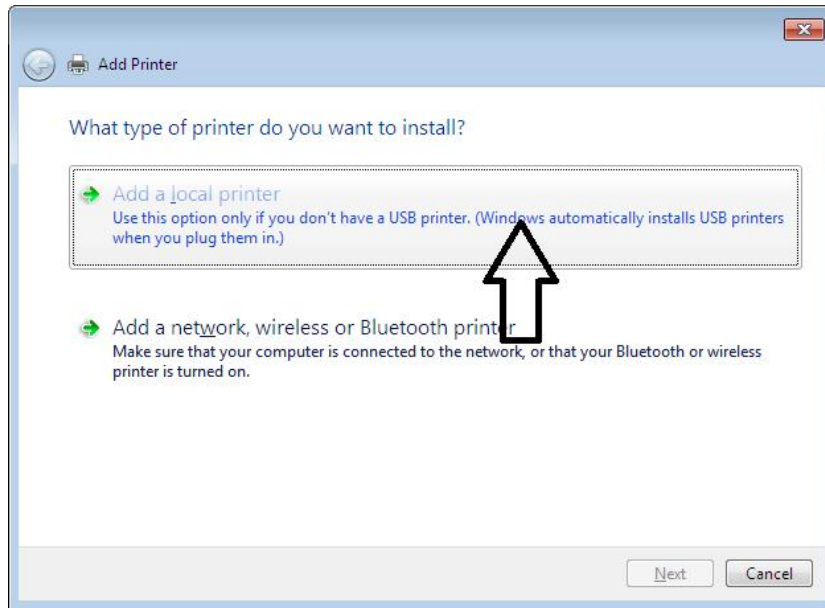 Add Printer
What type of printer do you want to install?
Add a local printer
Use this option only if you don't have a USB printer. (Windows automatically installs USB printers
when you plug them in.)
Add a network, wireless or Bluetooth printer
Make sure that your computer is connected to the network, or that your Bluetooth or wireless
printer is turned on.
Next
Cancel